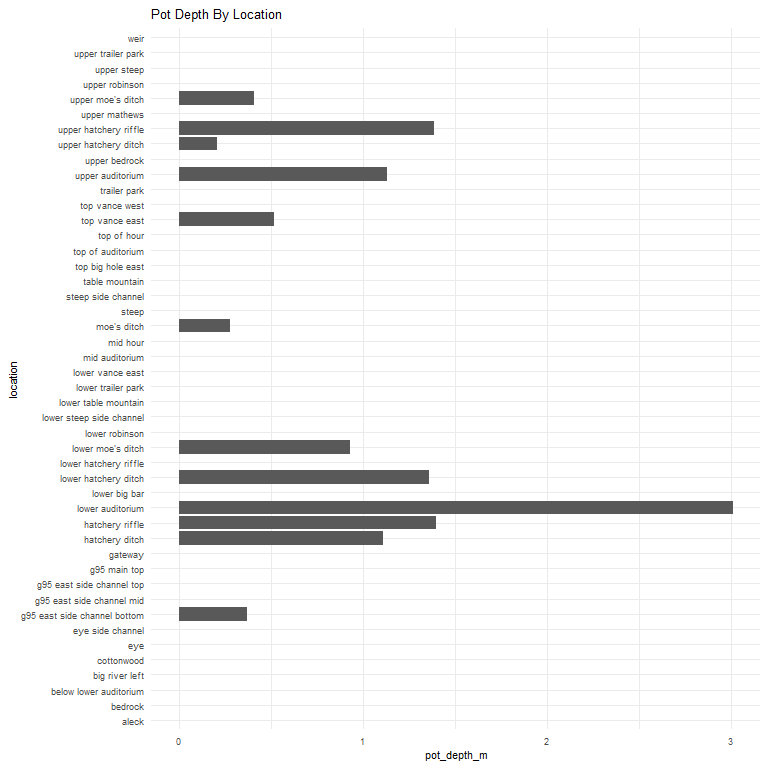 Pot Depth By Location
weir
upper trailer park
upper steep
upper robinson
upper moe's ditch
upper mathews
upper hatchery riffle
upper hatchery ditch
upper bedrock
upper auditorium
trailer park
top vance west
top vance east
top of hour
top of auditorium
top big hole east
table mountain
steep side channel
steep
moe's ditch
mid hour
mid auditorium
lower vance east
lower trailer park
lower table mountain
lower steep side channel
lower robinson
lower moe's ditch
lower hatchery riffle
lower hatchery ditch
lower big bar
lower auditorium
hatchery riffle
hatchery ditch
gateway
g95 main top
g95 east side channel top
g95 east side channel mid
g95 east side channel bottom
eye side channel
eye
cottonwood
big river left
below lower auditorium
bedrock
aleck
location
0 1 2 3
pot_depth_m